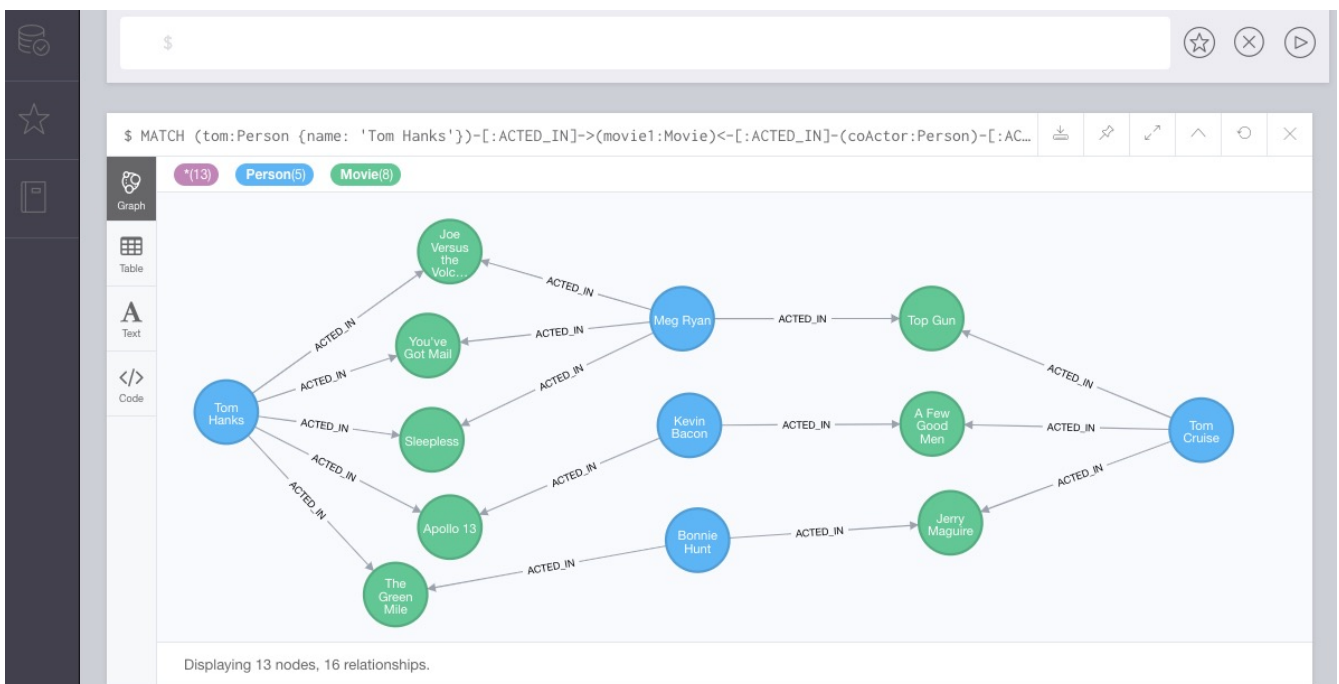 $
$ MATCH (tom:Person {name: 'Tom Hanks'})-[:ACTED_IN]->(movie1:Movie)<-[:ACTED_IN]-(coActor:Person)-[:AC…
*(13) Person(5) Movie(8)
Graph
Table
A
Text
</>
Code
Joe
Versus
the
Volc…
ACTED_IN
Meg Ryan
ACTED_IN
Top Gun
ACTED_IN
ACTED_IN
You've
Got Mail
ACTED_IN
ACTED_IN
ACTED_IN
Tom
Hanks
ACTED_IN
Sleepless
Kevin
Bacon
ACTED_IN
A Few
Good
Men
ACTED_IN
Tom
Cruise
ACTED_IN
ACTED_IN
ACTED_IN
ACTED_IN
Apollo 13
Bonnie
Hunt
ACTED_IN
Jerry
Maguire
ACTED_IN
The
Green
Mile
Displaying 13 nodes, 16 relationships.